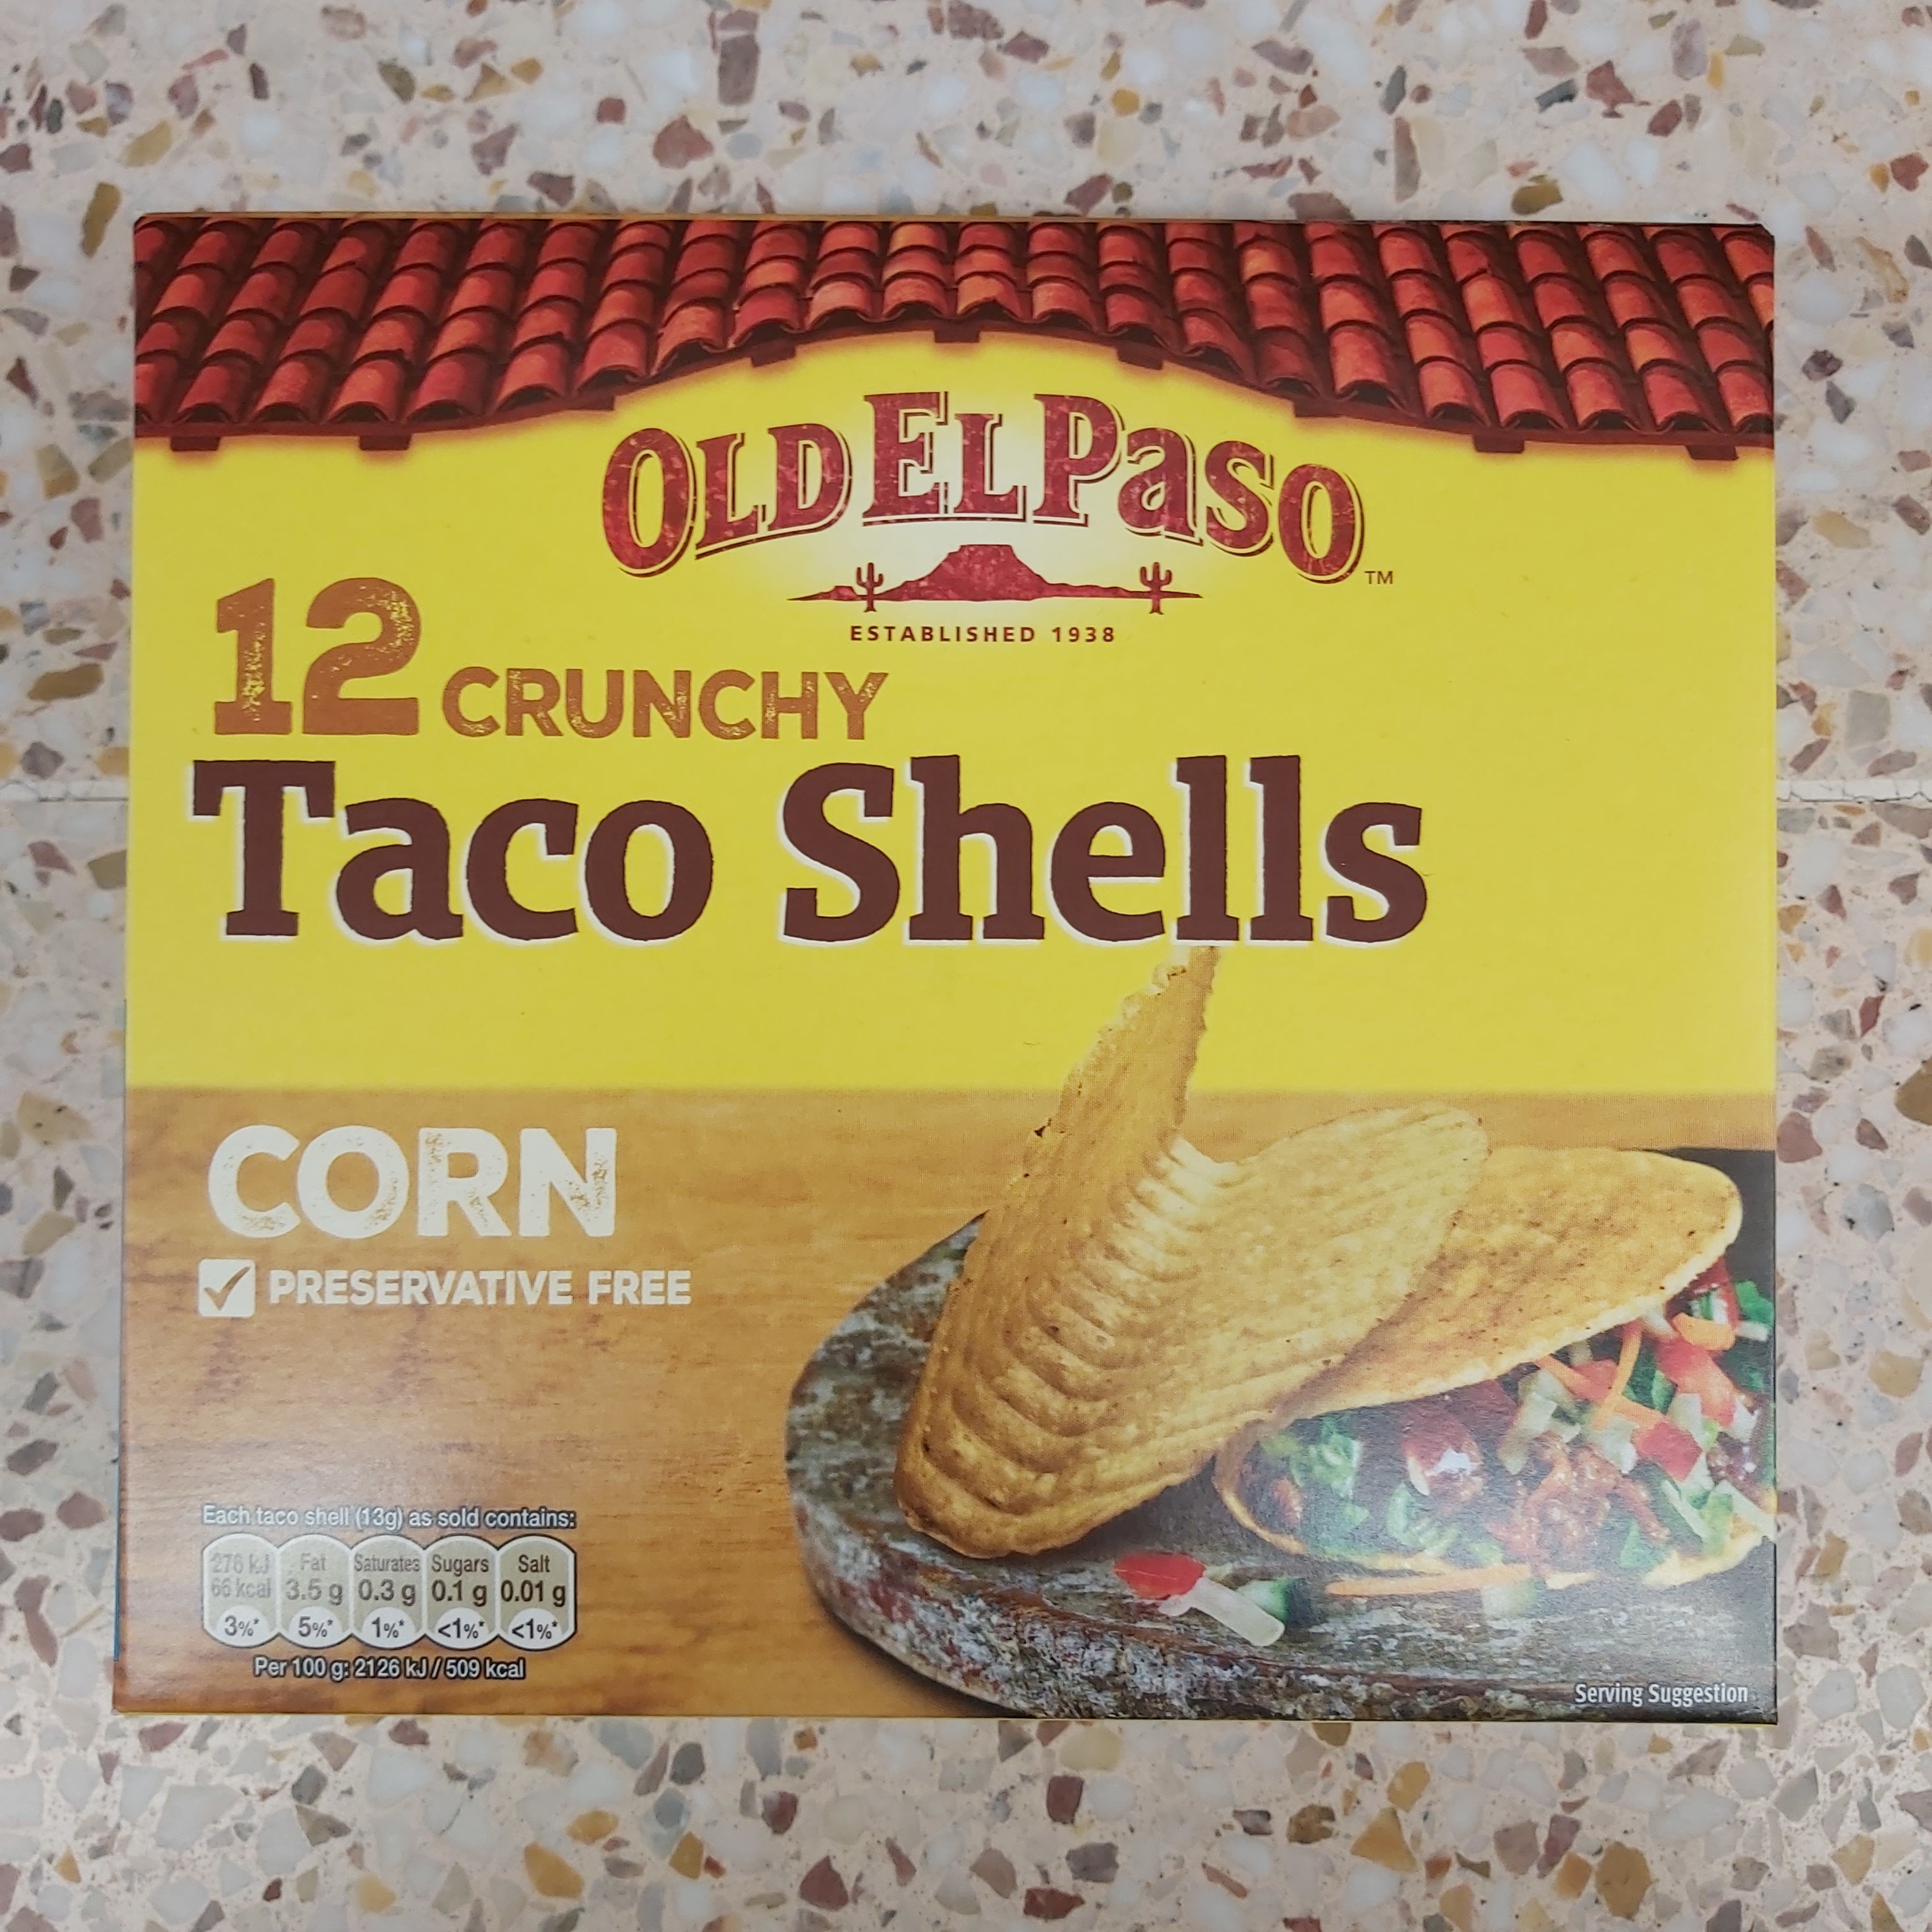 OLD EL PASO™
ESTABLISHED 1938
12 CRUNCHY
Taco Shells
CORN
PRESERVATIVE FREE
Each taco shell (13g) as sold contains:
276 kJ Fat Saturates Sugars Salt
66 kcal 3.5 g 0.3 g 0.1 g 0.01 g
3%* 5%* 1%* <1%* <1%*
Per 100 g: 2126 kJ / 509 kcal
Serving Suggestion